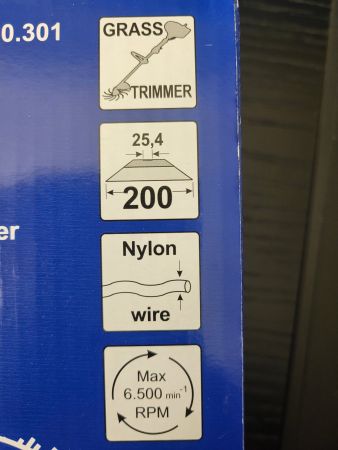 0.301
GRASS
TRIMMER
25,4
200
er
Nylon
wire
Max
6.500 min⁻¹
RPM